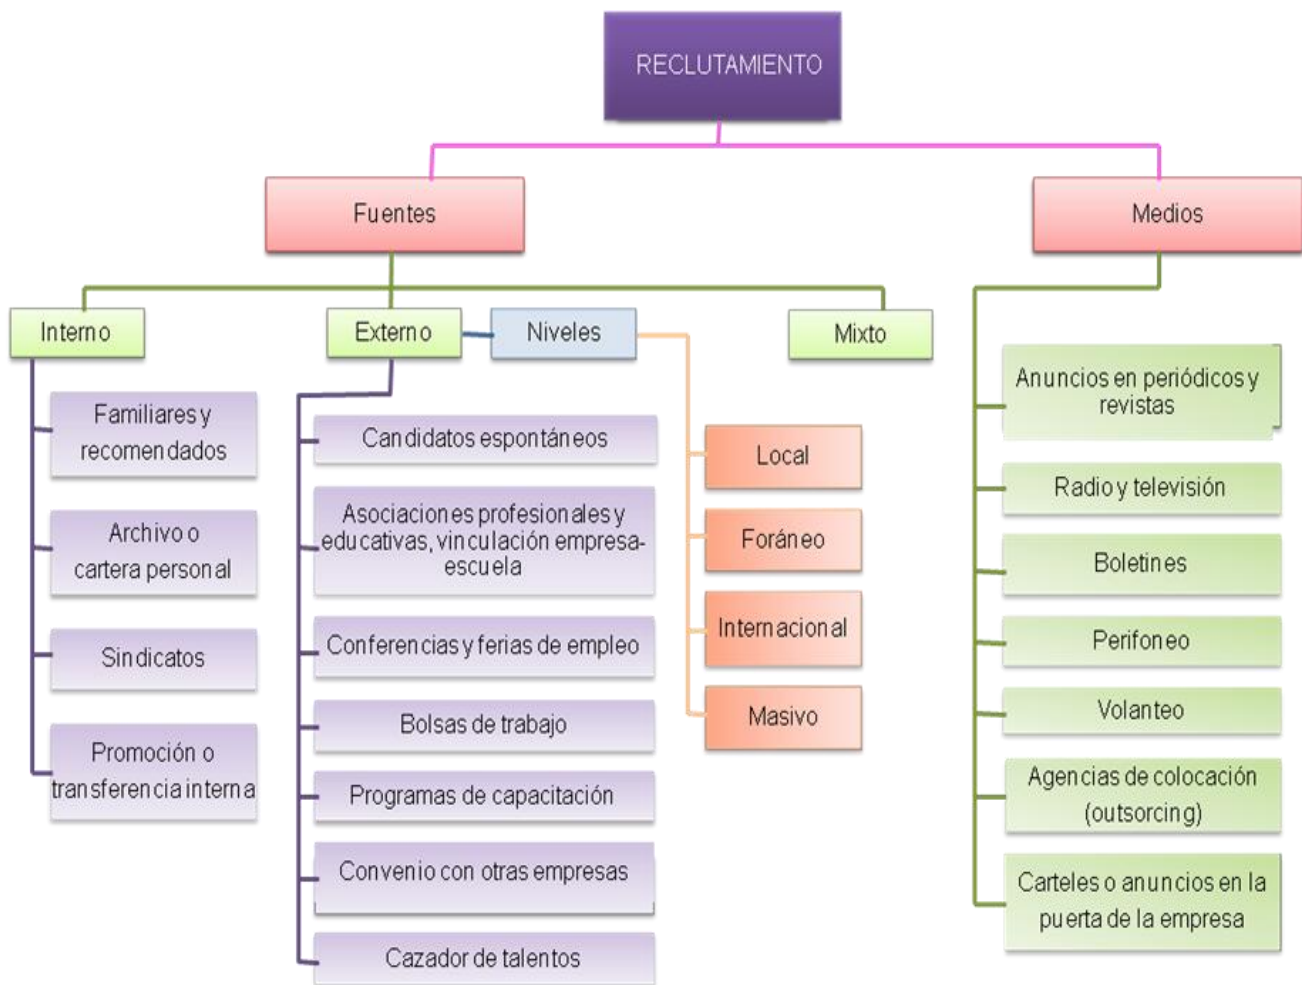 RECLUTAMIENTO
Fuentes
Medios
Interno
Externo
Niveles
Mixto
Familiares y
recomendados
Archivo o
cartera personal
Sindicatos
Promoción o
transferencia interna
Candidatos espontáneos
Asociaciones profesionales y
educativas, vinculación empresa-
escuela
Conferencias y ferias de empleo
Bolsas de trabajo
Programas de capacitación
Convenio con otras empresas
Cazador de talentos
Local
Foráneo
Internacional
Masivo
Anuncios en periódicos y
revistas
Radio y televisión
Boletines
Perifoneo
Volanteo
Agencias de colocación
(outsorcing)
Carteles o anuncios en la
puerta de la empresa